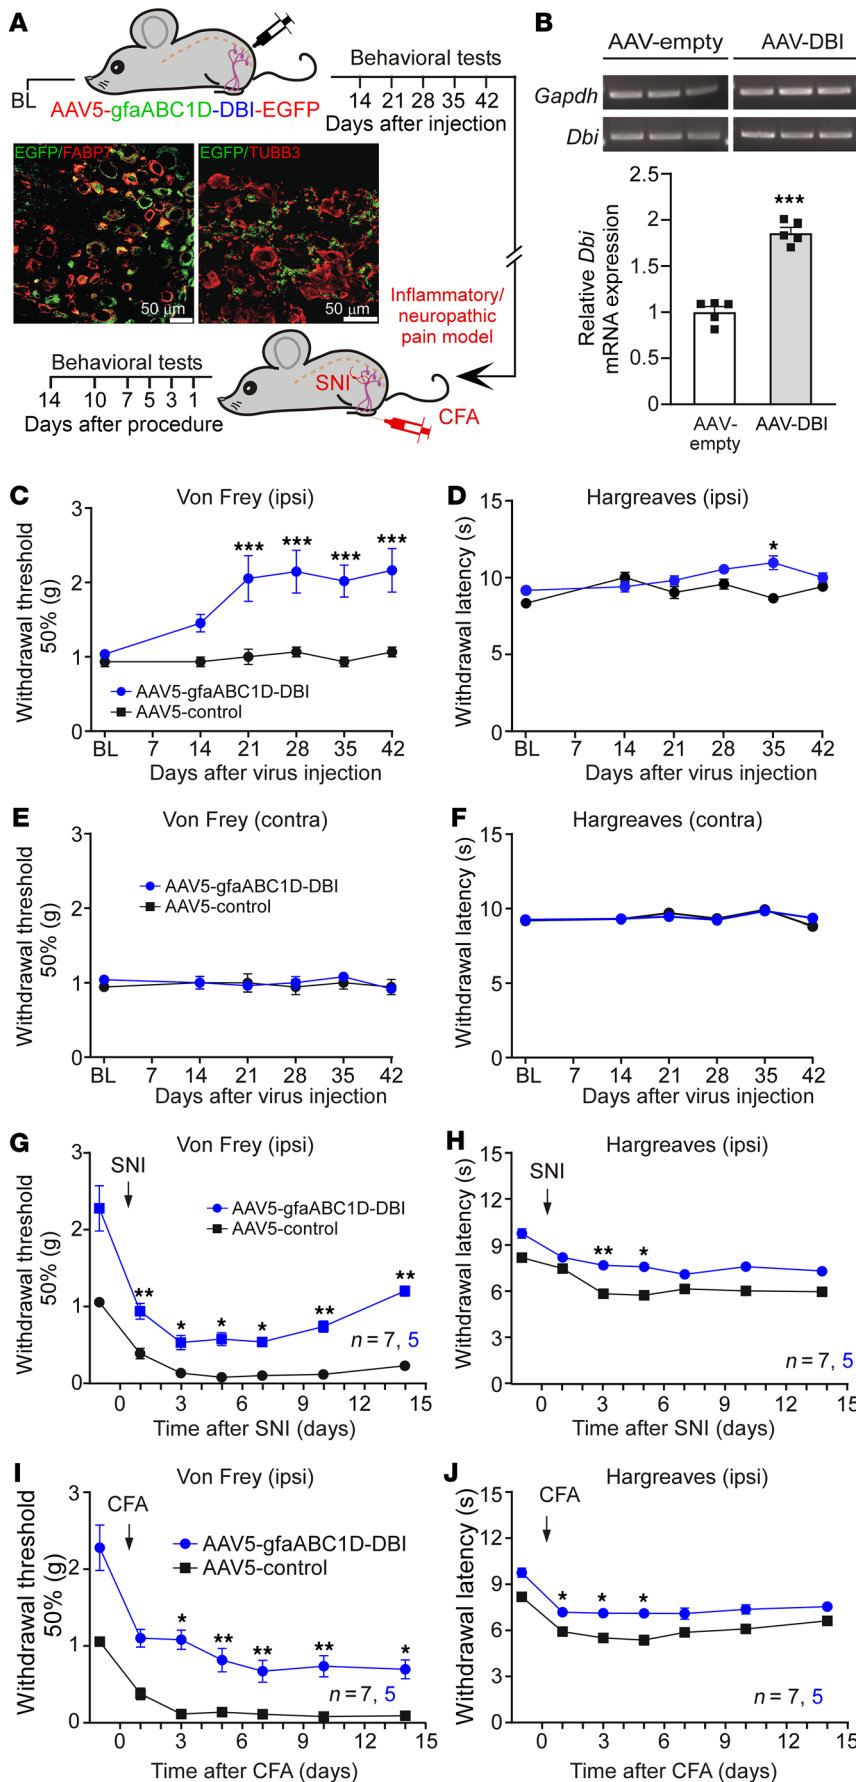 A
BL
AAV5-gfaABC1D-DBI-EGFP
Behavioral tests
14 21 28 35 42
Days after injection
EGFP/FABP7
50 μm
EGFP/TUBB3
50 μm
Inflammatory/
neuropathic
pain model
Behavioral tests
14 10 7 5 3 1
Days after procedure
SNI
CFA
B
AAV-empty AAV-DBI
Gapdh
Dbi
Relative Dbi
mRNA expression
2.5
2
1
0.5
0
***
AAV-
empty
AAV-DBI
C
Von Frey (ipsi)
Withdrawal threshold
50% (g)
3
2
1
0
*** *** *** ***
AAV5-gfaABC1D-DBI
AAV5-control
BL 7 14 21 28 35 42
Days after virus injection
D
Hargreaves (ipsi)
Withdrawal latency (s)
15
10
5
0
*
BL 7 14 21 28 35 42
Days after virus injection
E
Von Frey (contra)
Withdrawal threshold
50% (g)
3
2
1
0
AAV5-gfaABC1D-DBI
AAV5-control
BL 7 14 21 28 35 42
Days after virus injection
F
Hargreaves (contra)
Withdrawal latency (s)
15
10
5
0
BL 7 14 21 28 35 42
Days after virus injection
G
Von Frey (ipsi)
Withdrawal threshold
50% (g)
3
2
1
0
SNI
AAV5-gfaABC1D-DBI
AAV5-control
** * * * ** **
n = 7, 5
0 3 6 9 12 15
Time after SNI (days)
H
Hargreaves (ipsi)
Withdrawal latency (s)
15
12
9
6
3
0
SNI
** *
n = 7, 5
0 3 6 9 12 15
Time after SNI (days)
I
Von Frey (ipsi)
Withdrawal threshold
50% (g)
3
2
1
0
CFA
AAV5-gfaABC1D-DBI
AAV5-control
* ** ** ** *
n = 7, 5
0 3 6 9 12 15
Time after CFA (days)
J
Hargreaves (ipsi)
Withdrawal latency (s)
15
12
9
6
3
0
CFA
* * *
n = 7, 5
0 3 6 9 12 15
Time after CFA (days)